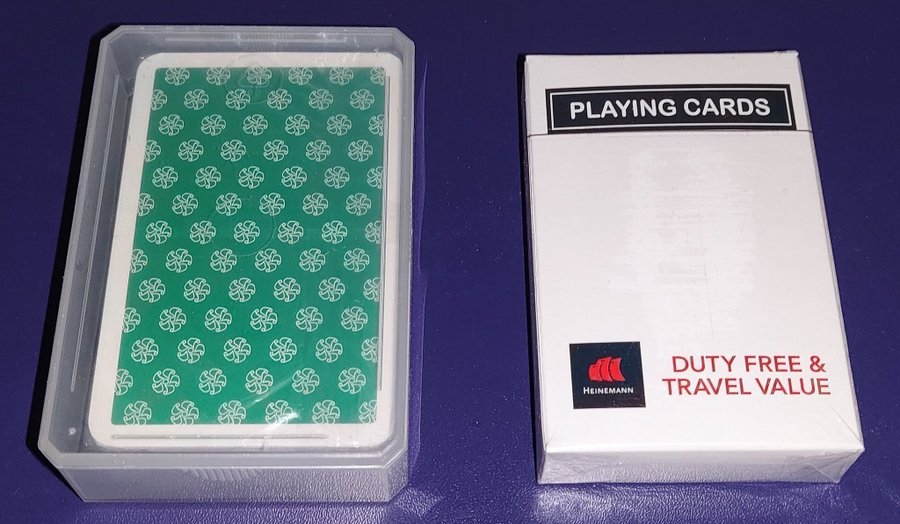 PLAYING CARDS
HEINEMANN
DUTY FREE &
TRAVEL VALUE